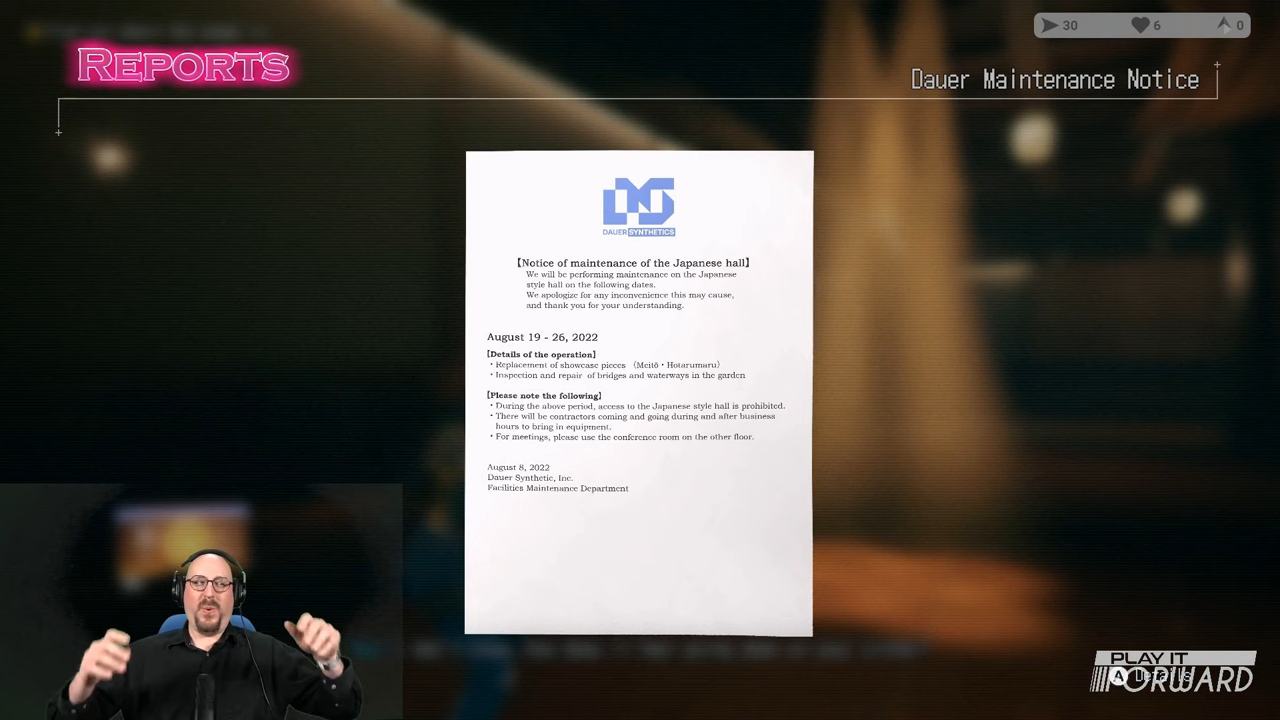 30
6
0
REPORTS
Dauer Maintenance Notice
DAUER SYNTHETICS
【Notice of maintenance of the Japanese hall】
We will be performing maintenance on the Japanese
style hall on the following dates.
We apologize for any inconvenience this may cause,
and thank you for your understanding.
August 19 - 26, 2022
【Details of the operation】
・Replacement of showcase pieces （Meitō・Hotarumaru）
・Inspection and repair of bridges and waterways in the garden
【Please note the following】
・During the above period, access to the Japanese style hall is prohibited.
・There will be contractors coming and going during and after business
hours to bring in equipment.
・For meetings, please use the conference room on the other floor.
August 8, 2022
Dauer Synthetic, Inc.
Facilities Maintenance Department
PLAY IT
A Details
FORWARD